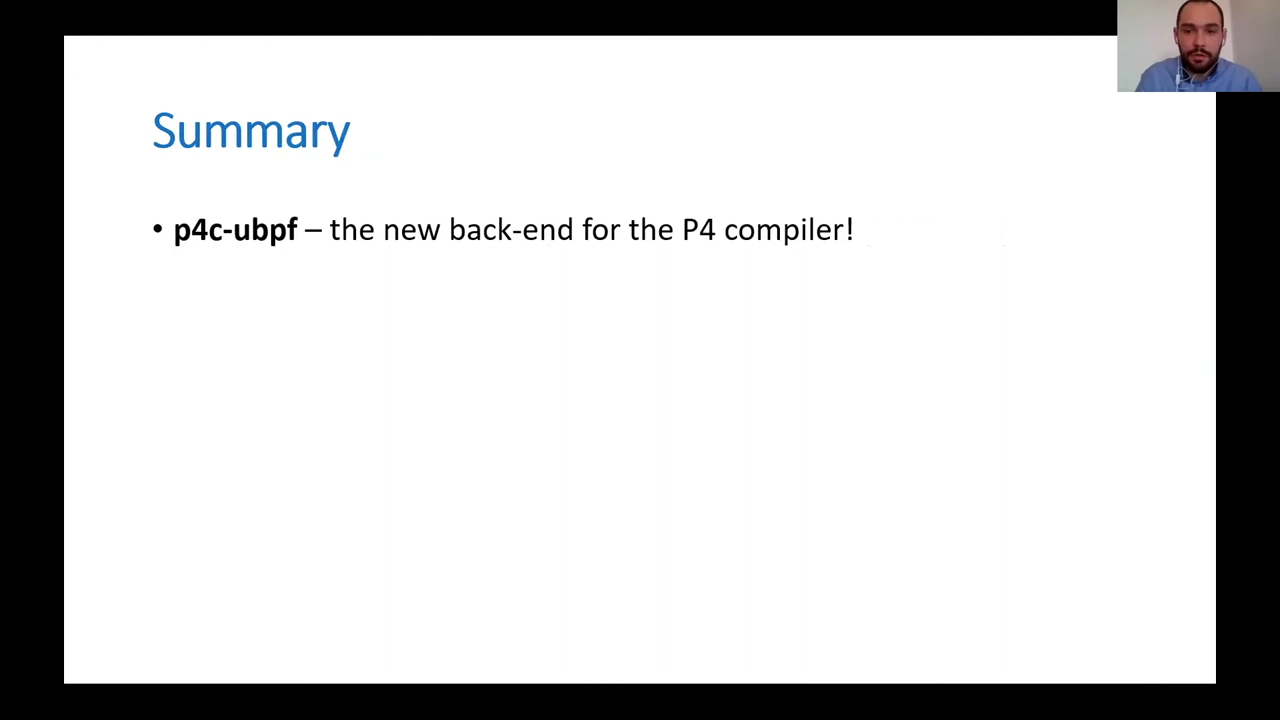 Summary
• p4c-ubpf – the new back-end for the P4 compiler!